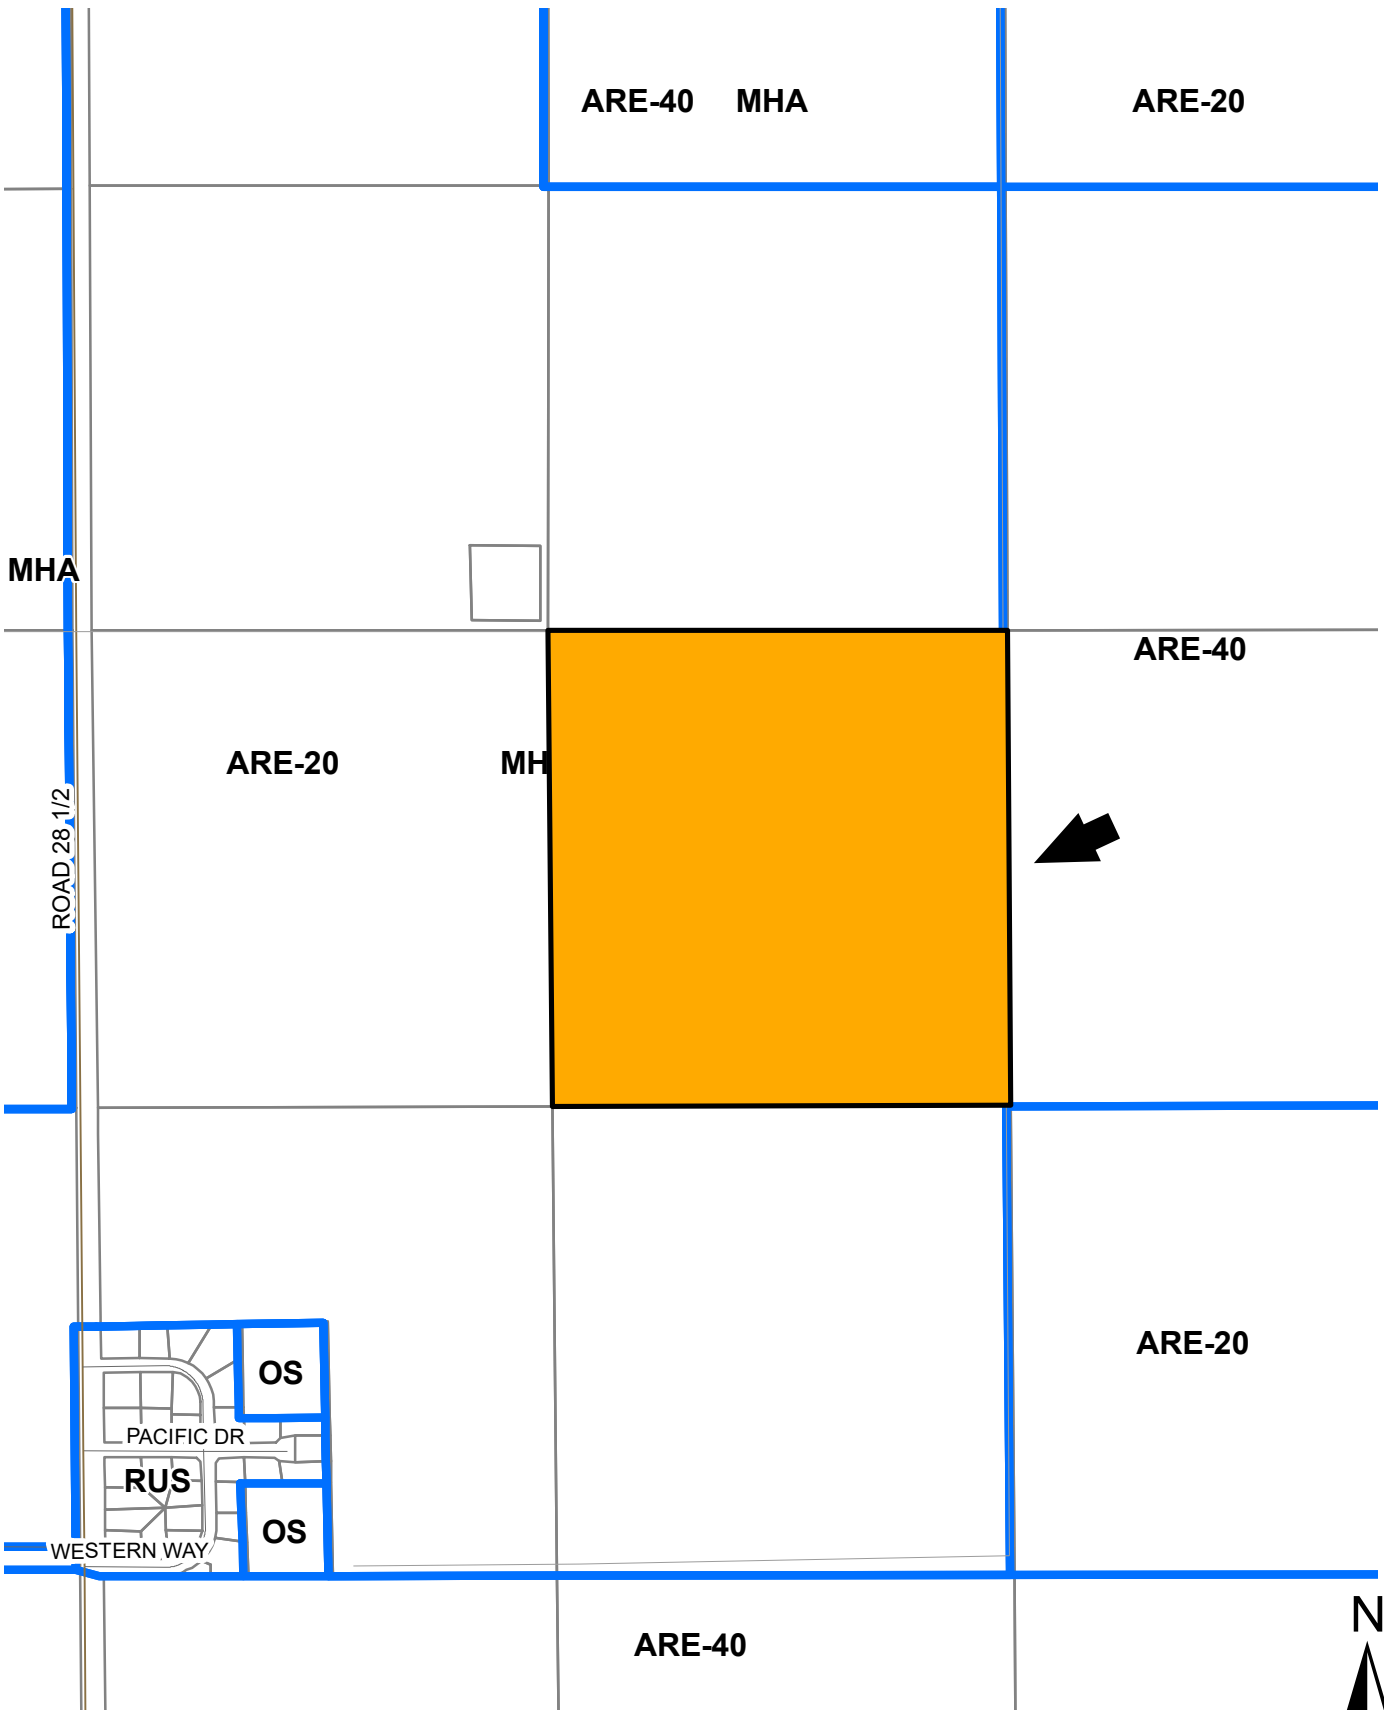 ARE-40 MHA
ARE-20
MHA
ARE-40
ARE-20
MH
ROAD 28 1/2
ARE-20
OS
PACIFIC DR
RUS
OS
WESTERN WAY
N
ARE-40